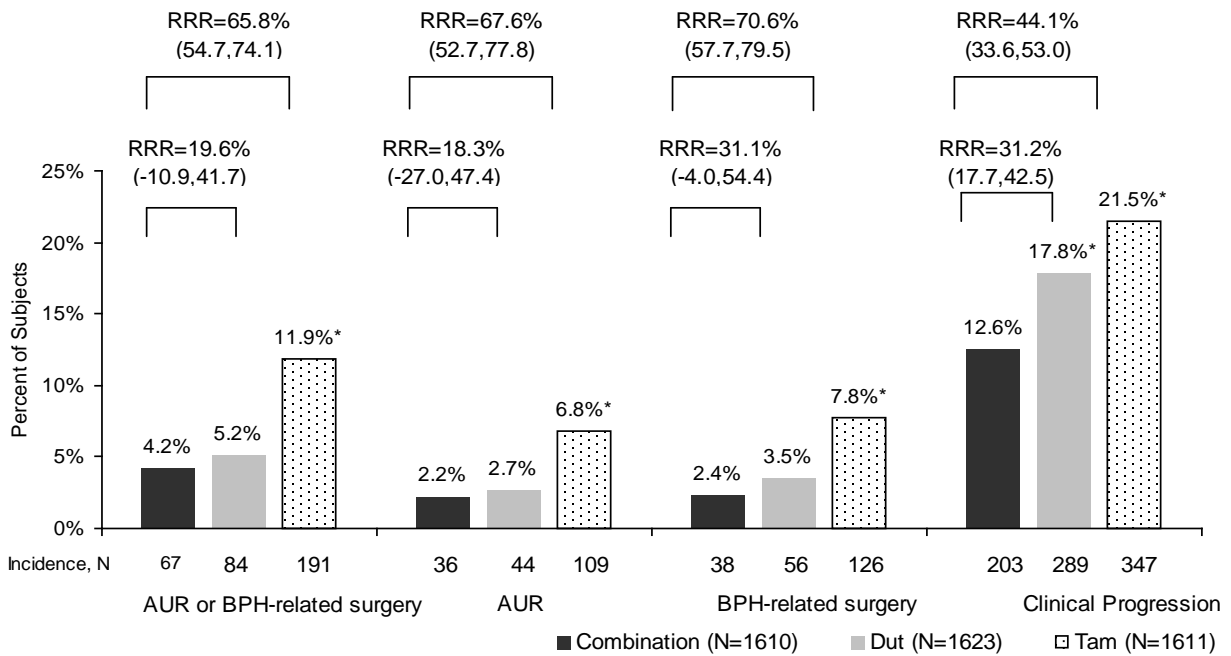 RRR=65.8% RRR=67.6% RRR=70.6% RRR=44.1%
(54.7,74.1) (52.7,77.8) (57.7,79.5) (33.6,53.0)
RRR=19.6% RRR=18.3% RRR=31.1% RRR=31.2%
(-10.9,41.7) (-27.0,47.4) (-4.0,54.4) (17.7,42.5)
25%
20%
15%
10%
5%
0%
Percent of Subjects
4.2% 5.2% 11.9%*
2.2% 2.7% 6.8%*
2.4% 3.5% 7.8%*
12.6% 17.8%* 21.5%*
Incidence, N 67 84 191 36 44 109 38 56 126 203 289 347
AUR or BPH-related surgery AUR BPH-related surgery Clinical Progression
Combination (N=1610) Dut (N=1623) Tam (N=1611)